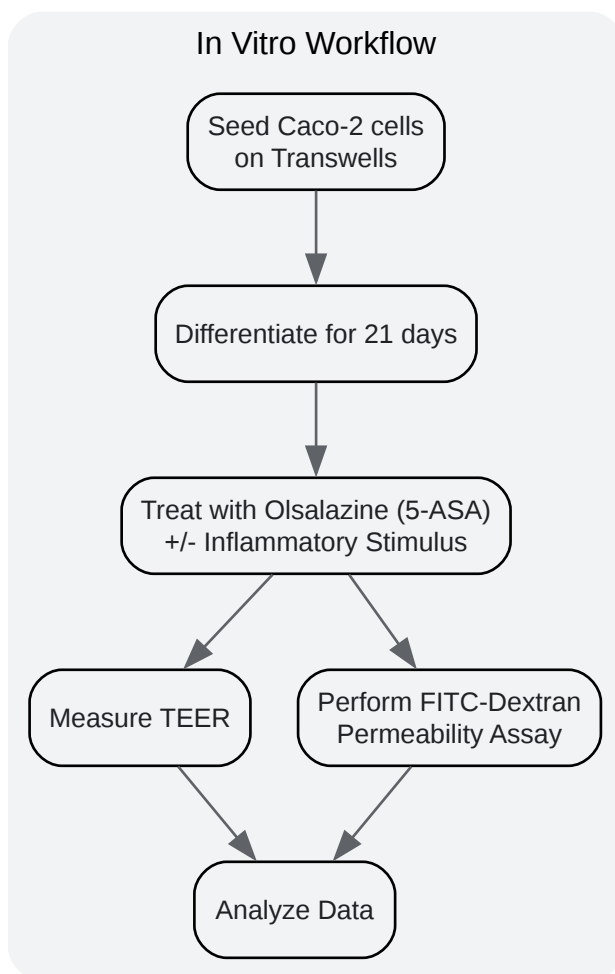 In Vitro Workflow
Seed Caco-2 cells
on Transwells
Differentiate for 21 days
Treat with Olsalazine (5-ASA)
+/- Inflammatory Stimulus
Measure TEER
Perform FITC-Dextran
Permeability Assay
Analyze Data